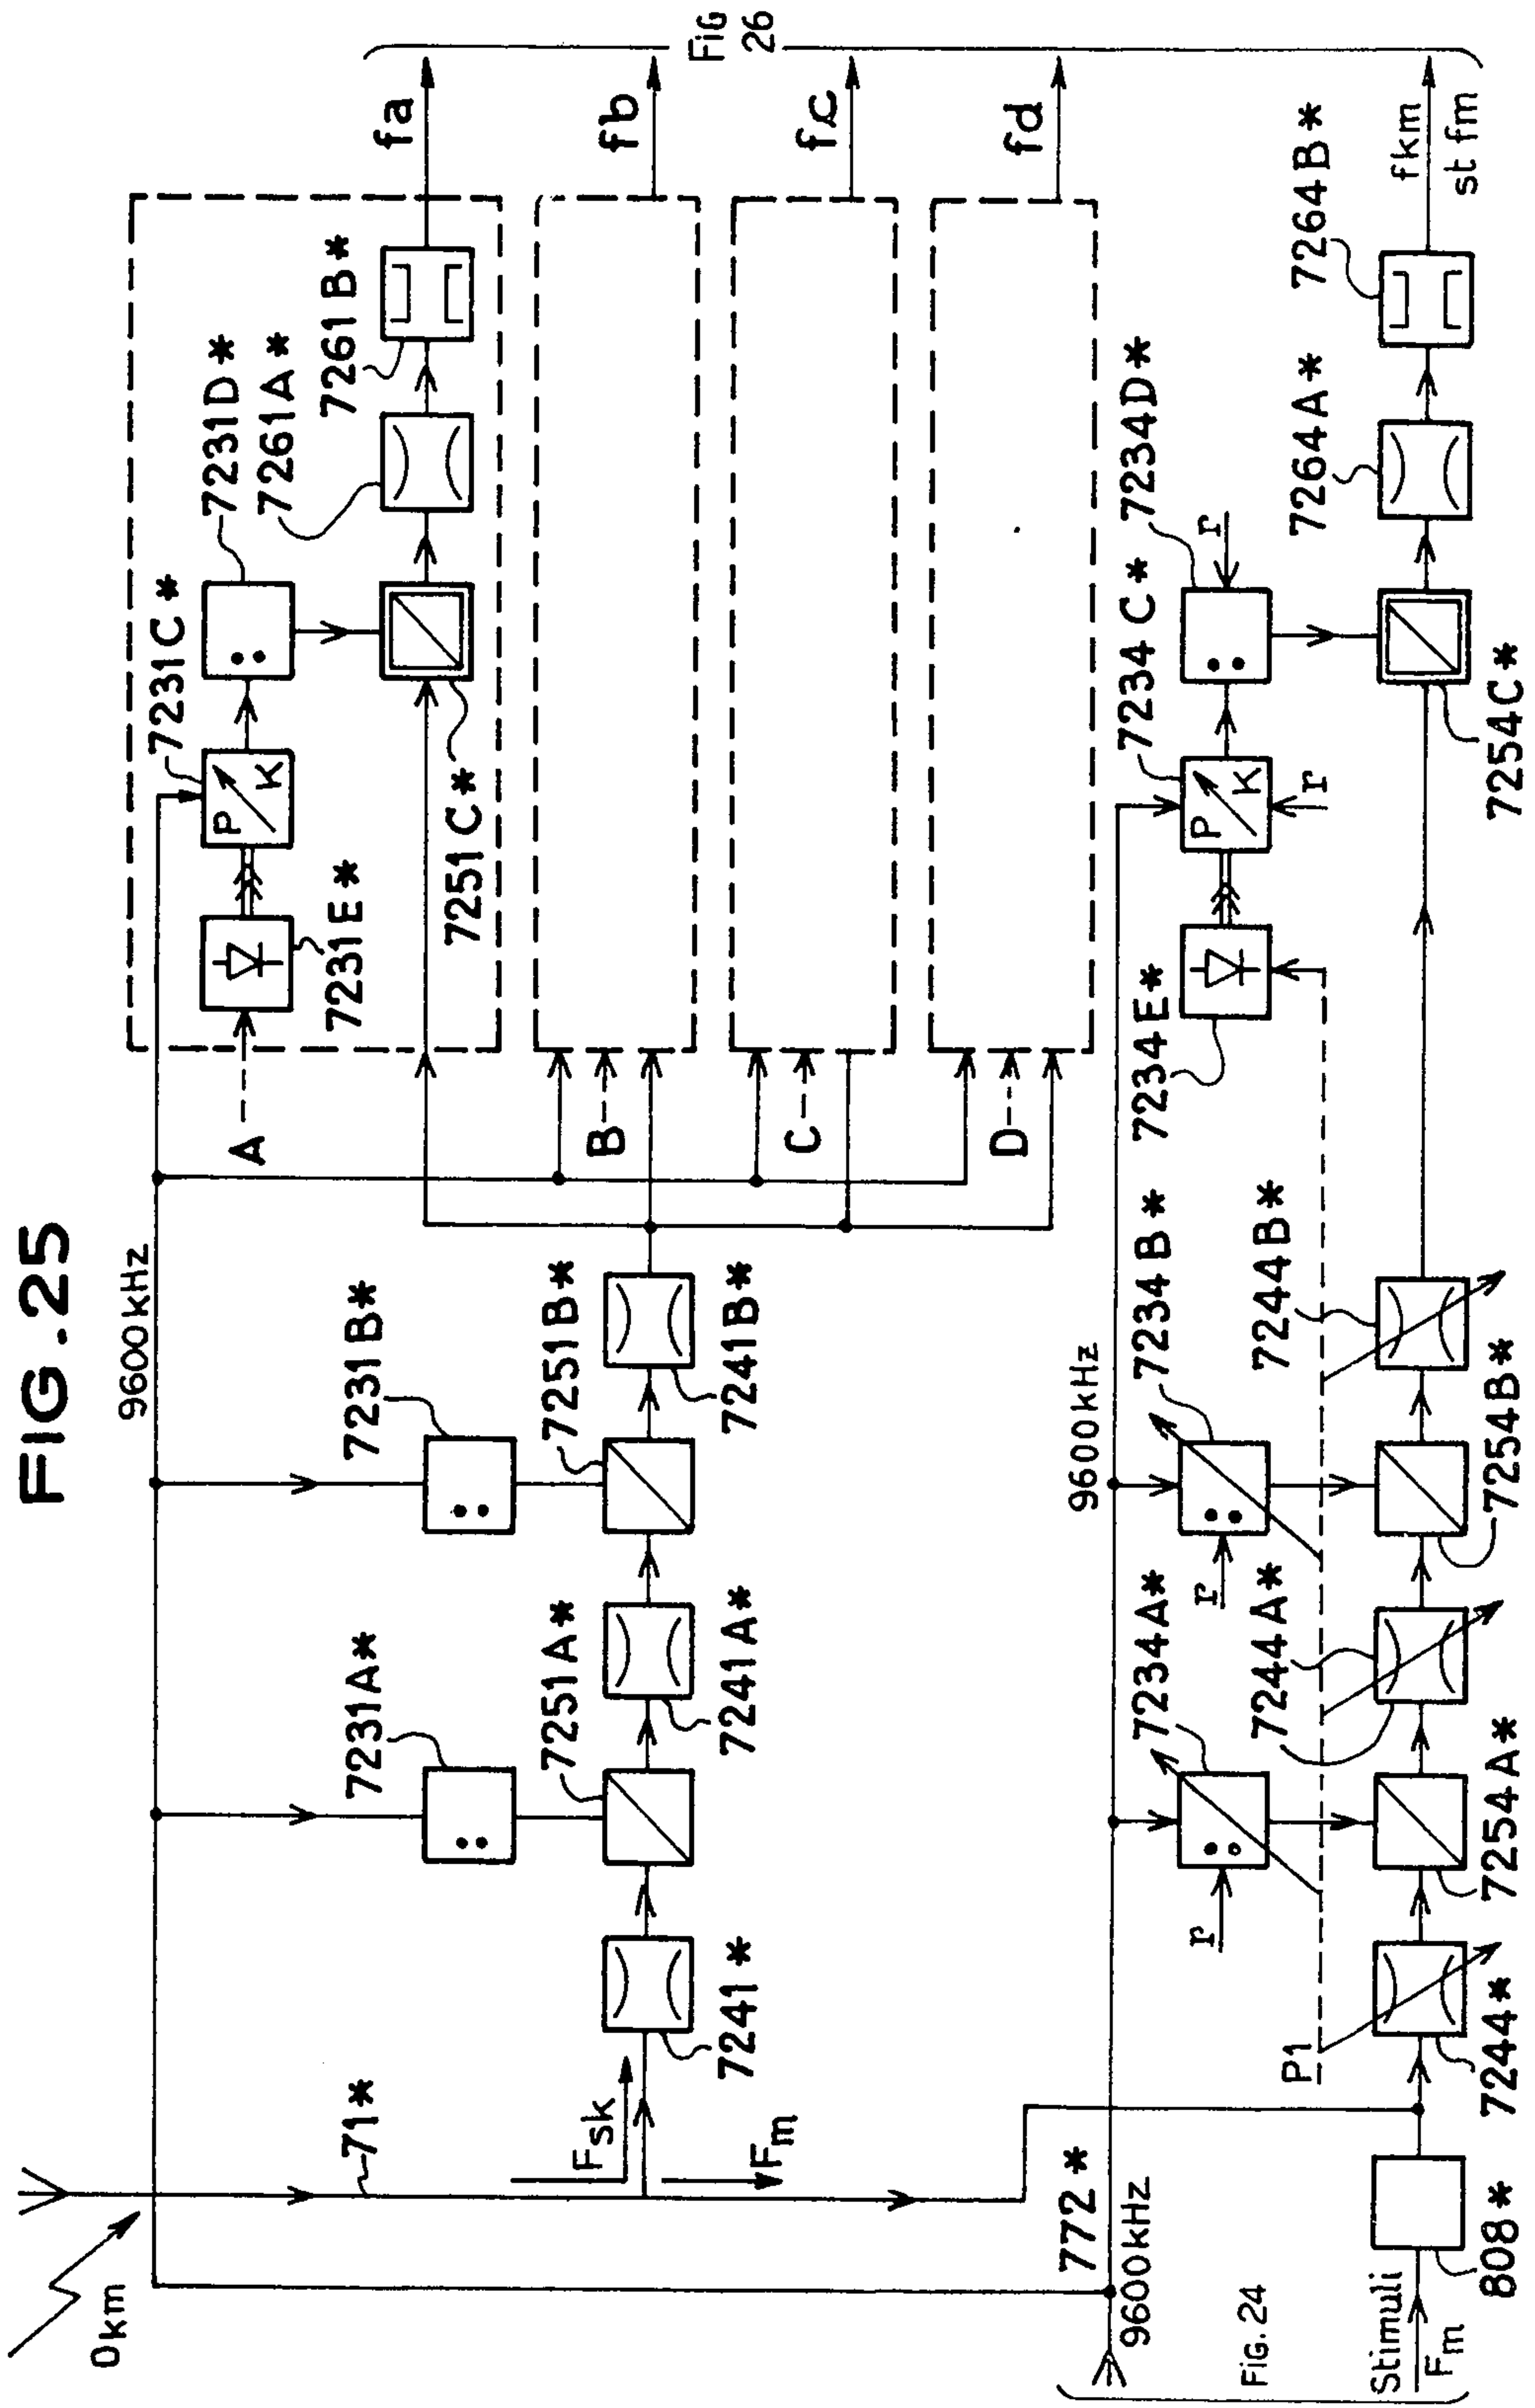 FIG.25
0km
71*
9600kHz
7231A*
7231B*
7251A*
7251B*
7241*
7241A*
7241B*
Fsk
Fm
A
B
C
D
7231E*
7231C*
7231D*
7251C*
7261A*
7261B*
fa
fb
fc
fd
FiG 26
772*
9600kHz
9600kHz
7234A*
7234B*
7234E*
7234C*
7234D*
P
K
P
K
r
r
r
r
P1
7244*
7244A*
7244B*
7254A*
7254B*
7254C*
7264A*
7264B*
fkm
st fm
FiG. 24
Stimuli
Fm
808*